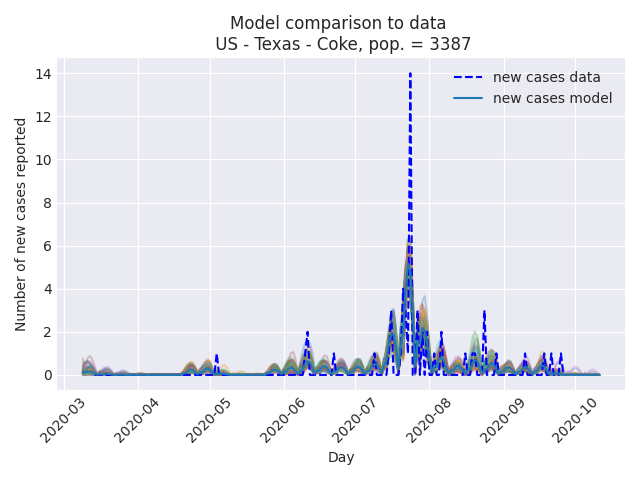 Model comparison to data
US - Texas - Coke, pop. = 3387
new cases data
new cases model
Number of new cases reported
14
12
10
8
6
4
2
0
2020-03
2020-04
2020-05
2020-06
2020-07
2020-08
2020-09
2020-10
Day